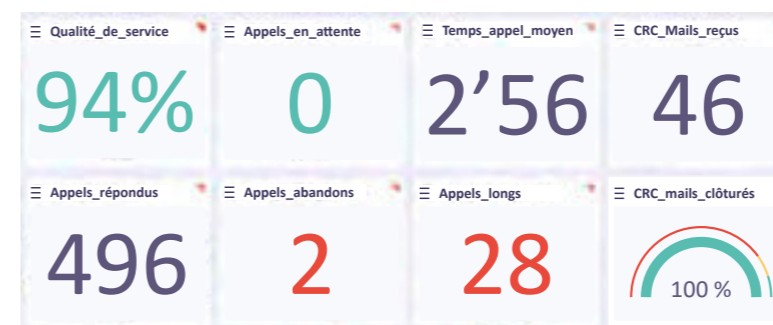 Qualité_de_service
Appels_en_attente
Temps_appel_moyen
CRC_Mails_reçus
94%
0
2’56
46
Appels_répondus
Appels_abandons
Appels_longs
CRC_mails_clôturés
496
2
28
100 %